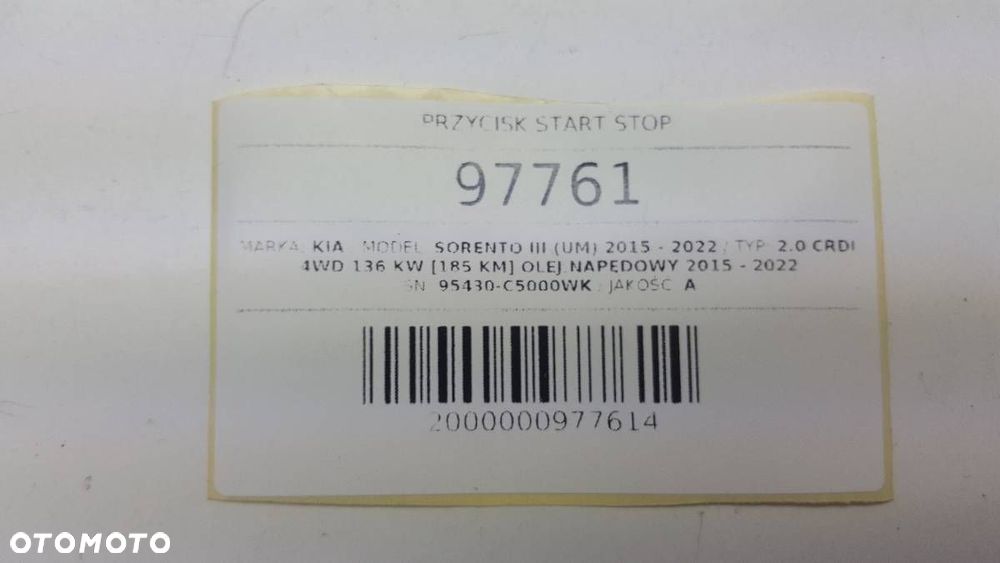 PRZYCISK START STOP
97761
MARKA: KIA / MODEL: SORENTO III (UM) 2015 - 2022 / TYP: 2.0 CRDI
4WD 136 KW [185 KM] OLEJ NAPĘDOWY 2015 - 2022
SN: 95430-C5000WK / JAKOŚĆ: A
2000000977614
OTOMOTO